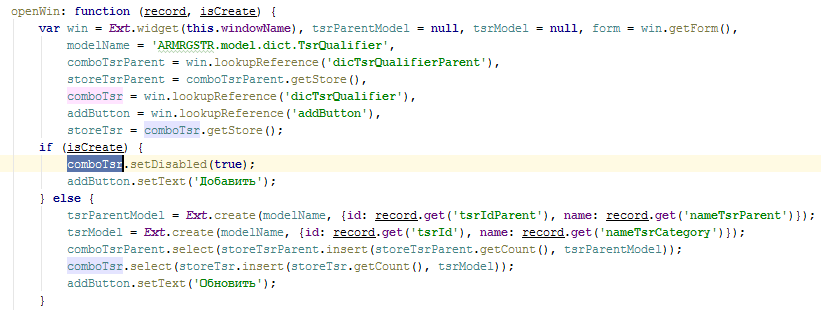 openWin: function (record, isCreate) {
    var win = Ext.widget(this.windowName), tsrParentModel = null, tsrModel = null, form = win.getForm(),
        modelName = 'ARMRGSTR.model.dict.TsrQualifier',
        comboTsrParent = win.lookupReference('dicTsrQualifierParent'),
        storeTsrParent = comboTsrParent.getStore(),
        comboTsr = win.lookupReference('dicTsrQualifier'),
        addButton = win.lookupReference('addButton'),
        storeTsr = comboTsr.getStore();
    if (isCreate) {
        comboTsr.setDisabled(true);
        addButton.setText('Добавить');
    } else {
        tsrParentModel = Ext.create(modelName, {id: record.get('tsrIdParent'), name: record.get('nameTsrParent')});
        tsrModel = Ext.create(modelName, {id: record.get('tsrId'), name: record.get('nameTsrCategory')});
        comboTsrParent.select(storeTsrParent.insert(storeTsrParent.getCount(), tsrParentModel));
        comboTsr.select(storeTsr.insert(storeTsr.getCount(), tsrModel));
        addButton.setText('Обновить');
    }